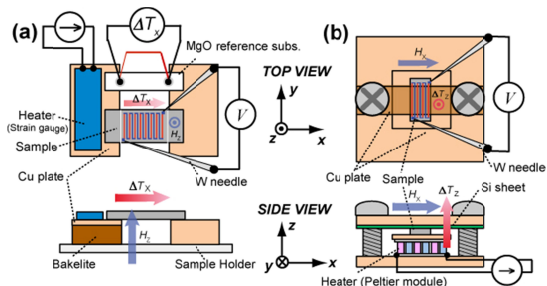 (a)
ΔTx
MgO reference subs.
ΔTX
HZ
V
Heater
(Strain gauge)
Sample
Cu plate
W needle
ΔTX
HZ
Bakelite
Sample Holder
TOP VIEW
y
z
x
SIDE VIEW
z
y
x
(b)
HX
ΔTZ
V
W needle
Cu plate
Sample
ΔTZ
Si sheet
HX
Heater (Peltier module)